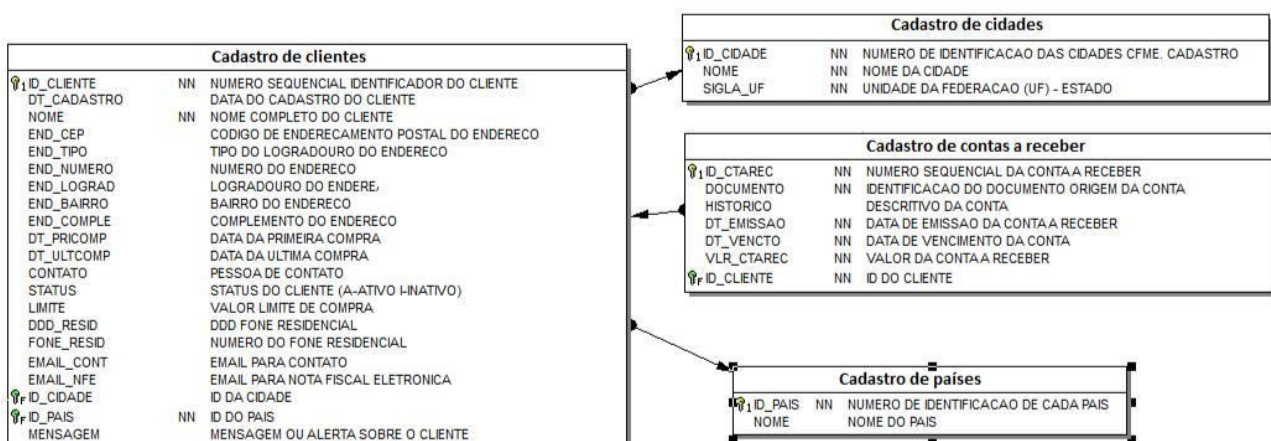 Cadastro de clientes
1 ID_CLIENTE NN NUMERO SEQUENCIAL IDENTIFICADOR DO CLIENTE
DT_CADASTRO DATA DO CADASTRO DO CLIENTE
NOME NN NOME COMPLETO DO CLIENTE
END_CEP CODIGO DE ENDERECAMENTO POSTAL DO ENDERECO
END_TIPO TIPO DO LOGRADOURO DO ENDERECO
END_NUMERO NUMERO DO ENDERECO
END_LOGRAD LOGRADOURO DO ENDERE
END_BAIRRO BAIRRO DO ENDERECO
END_COMPLE COMPLEMENTO DO ENDERECO
DT_PRICOMP DATA DA PRIMEIRA COMPRA
DT_ULTCOMP DATA DA ULTIMA COMPRA
CONTATO PESSOA DE CONTATO
STATUS STATUS DO CLIENTE (A-ATIVO I-INATIVO)
LIMITE VALOR LIMITE DE COMPRA
DDD_RESID DDD FONE RESIDENCIAL
FONE_RESID NUMERO DO FONE RESIDENCIAL
EMAIL_CONT EMAIL PARA CONTATO
EMAIL_NFE EMAIL PARA NOTA FISCAL ELETRONICA
F ID_CIDADE ID DA CIDADE
F ID_PAIS NN ID DO PAIS
MENSAGEM MENSAGEM OU ALERTA SOBRE O CLIENTE
Cadastro de cidades
1 ID_CIDADE NN NUMERO DE IDENTIFICACAO DAS CIDADES CFME. CADASTRO
NOME NN NOME DA CIDADE
SIGLA_UF NN UNIDADE DA FEDERACAO (UF) - ESTADO
Cadastro de contas a receber
1 ID_CTAREC NN NUMERO SEQUENCIAL DA CONTA A RECEBER
DOCUMENTO NN IDENTIFICACAO DO DOCUMENTO ORIGEM DA CONTA
HISTORICO DESCRITIVO DA CONTA
DT_EMISSAO NN DATA DE EMISSAO DA CONTA A RECEBER
DT_VENCTO NN DATA DE VENCIMENTO DA CONTA
VLR_CTAREC NN VALOR DA CONTA A RECEBER
F ID_CLIENTE NN ID DO CLIENTE
Cadastro de países
1 ID_PAIS NN NUMERO DE IDENTIFICACAO DE CADA PAIS
NOME NOME DO PAIS